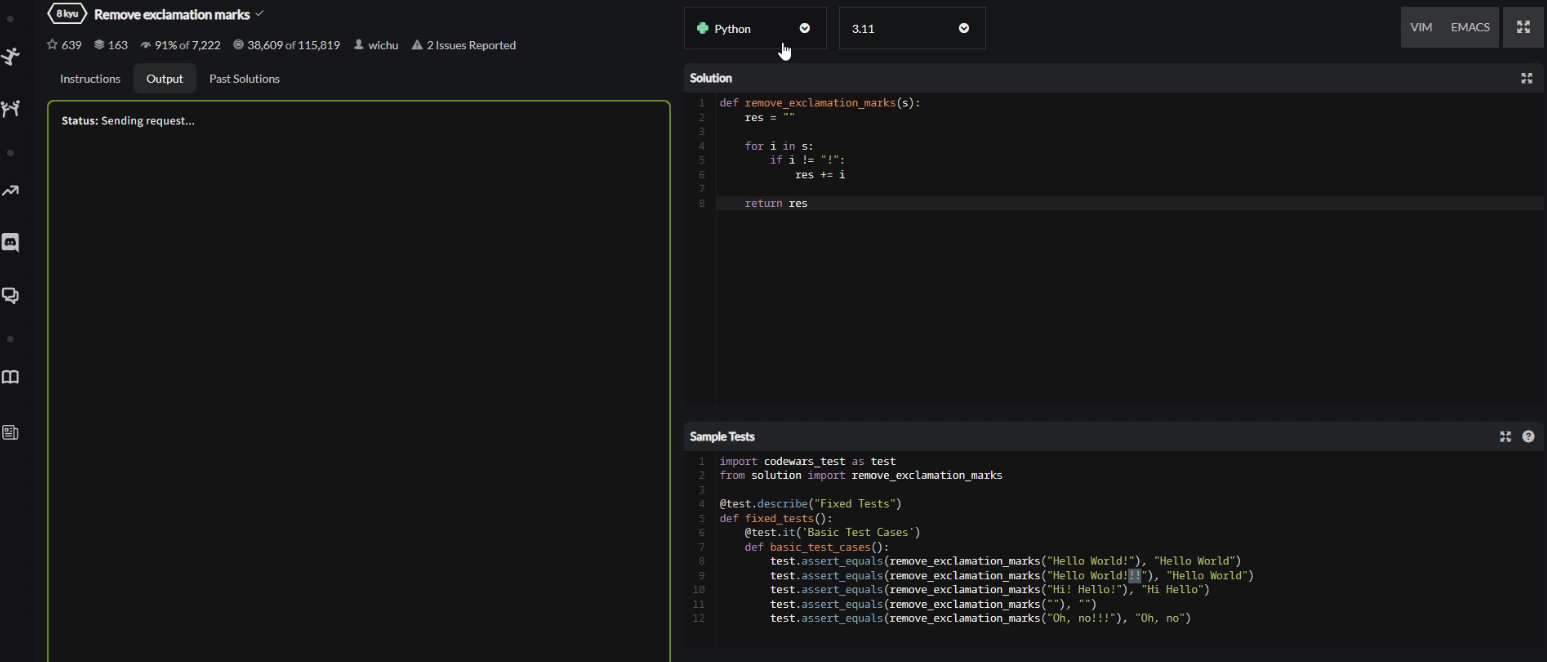 8 kyu Remove exclamation marks
639 163 91% of 7,222 38,609 of 115,819 wichu 2 Issues Reported
Instructions Output Past Solutions
Status: Sending request...
Python 3.11 VIM EMACS
Solution
1 def remove_exclamation_marks(s):
2     res = ""
3
4     for i in s:
5         if i != "!":
6             res += i
7
8     return res
Sample Tests
1 import codewars_test as test
2 from solution import remove_exclamation_marks
3
4 @test.describe("Fixed Tests")
5 def fixed_tests():
6     @test.it('Basic Test Cases')
7     def basic_test_cases():
8         test.assert_equals(remove_exclamation_marks("Hello World!"), "Hello World")
9         test.assert_equals(remove_exclamation_marks("Hello World!!!"), "Hello World")
10         test.assert_equals(remove_exclamation_marks("Hi! Hello!"), "Hi Hello")
11         test.assert_equals(remove_exclamation_marks(""), "")
12         test.assert_equals(remove_exclamation_marks("Oh, no!!!"), "Oh, no")